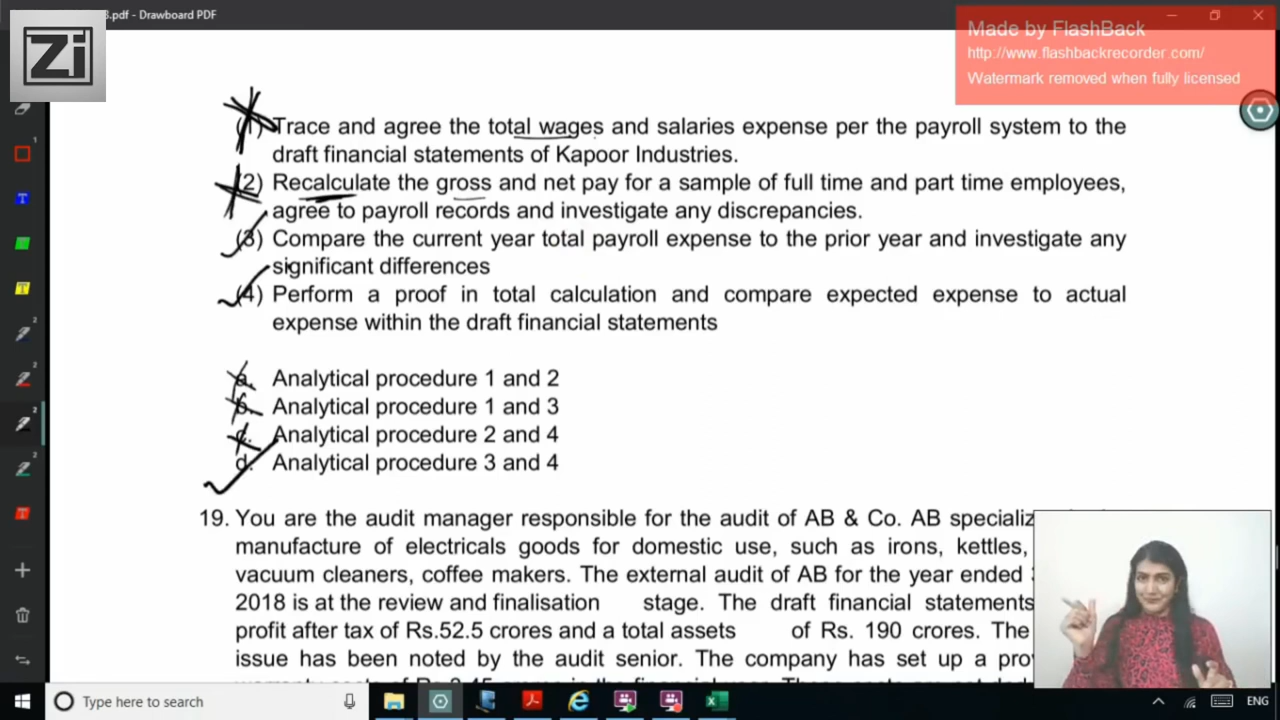 3.pdf - Drawboard PDF
Zi
Made by FlashBack
http://www.flashbackrecorder.com/
Watermark removed when fully licensed
(1) Trace and agree the total wages and salaries expense per the payroll system to the
draft financial statements of Kapoor Industries.
(2) Recalculate the gross and net pay for a sample of full time and part time employees,
agree to payroll records and investigate any discrepancies.
(3) Compare the current year total payroll expense to the prior year and investigate any
significant differences
(4) Perform a proof in total calculation and compare expected expense to actual
expense within the draft financial statements
a. Analytical procedure 1 and 2
b. Analytical procedure 1 and 3
c. Analytical procedure 2 and 4
d. Analytical procedure 3 and 4
19. You are the audit manager responsible for the audit of AB & Co. AB specializ
manufacture of electricals goods for domestic use, such as irons, kettles,
vacuum cleaners, coffee makers. The external audit of AB for the year ended
2018 is at the review and finalisation stage. The draft financial statements
profit after tax of Rs.52.5 crores and a total assets of Rs. 190 crores. The
issue has been noted by the audit senior. The company has set up a pro
Type here to search
ENG